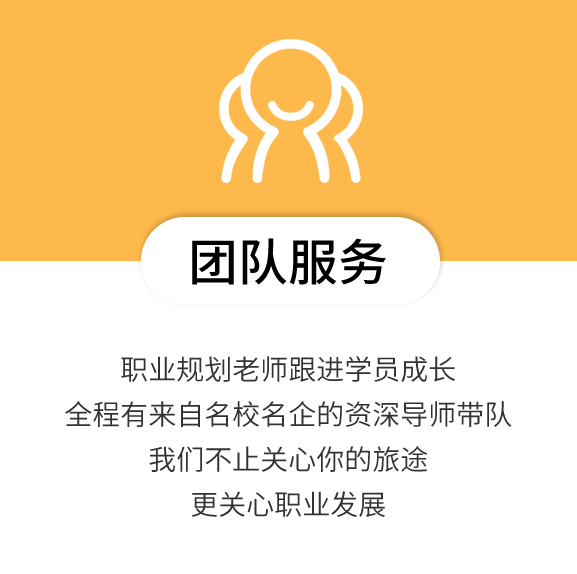 团队服务
职业规划老师跟进学员成长
全程有来自名校名企的资深导师带队
我们不止关心你的旅途
更关心职业发展